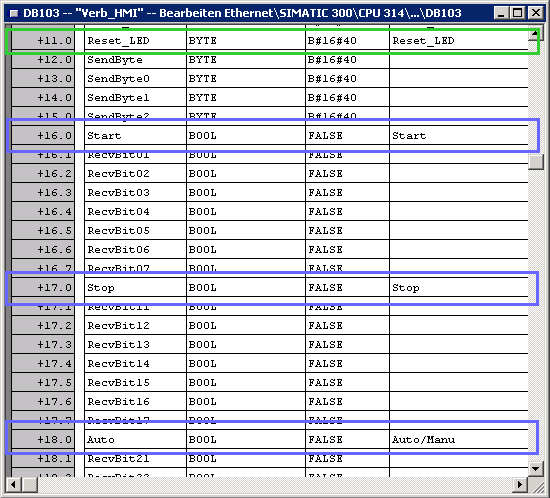 DB103 -- "Verb_HMI" -- Bearbeiten Ethernet\SIMATIC 300\CPU 314\...\DB103
+11.0 Reset_LED BYTE B#16#40 Reset_LED
+12.0 SendByte BYTE B#16#40
+13.0 SendByte0 BYTE B#16#40
+14.0 SendByte1 BYTE B#16#40
+15.0 SendByte2 BYTE B#16#40
+16.0 Start BOOL FALSE Start
+16.1 RecvBit01 BOOL FALSE
+16.2 RecvBit02 BOOL FALSE
+16.3 RecvBit03 BOOL FALSE
+16.4 RecvBit04 BOOL FALSE
+16.5 RecvBit05 BOOL FALSE
+16.6 RecvBit06 BOOL FALSE
+16.7 RecvBit07 BOOL FALSE
+17.0 Stop BOOL FALSE Stop
+17.1 RecvBit11 BOOL FALSE
+17.2 RecvBit12 BOOL FALSE
+17.3 RecvBit13 BOOL FALSE
+17.4 RecvBit14 BOOL FALSE
+17.5 RecvBit15 BOOL FALSE
+17.6 RecvBit16 BOOL FALSE
+17.7 RecvBit17 BOOL FALSE
+18.0 Auto BOOL FALSE Auto/Manu
+18.1 RecvBit21 BOOL FALSE